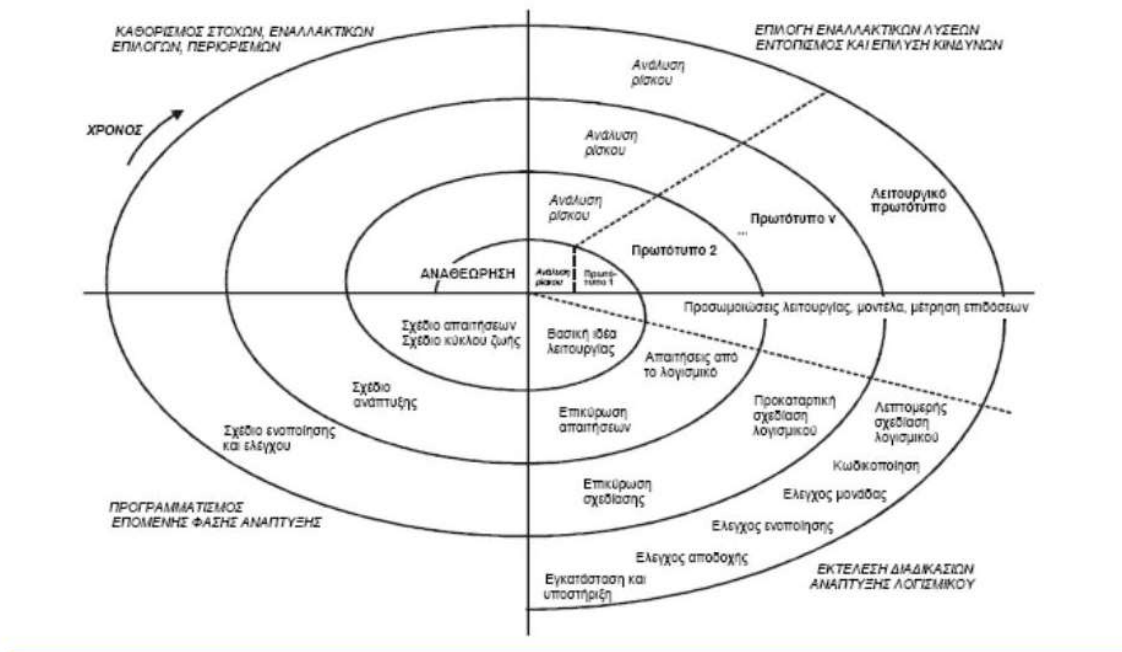 ΚΑΘΟΡΙΣΜΟΣ ΣΤΟΧΩΝ, ΕΝΑΛΛΑΚΤΙΚΩΝ
ΕΠΙΛΟΓΩΝ, ΠΕΡΙΟΡΙΣΜΩΝ
ΕΠΙΛΟΓΗ ΕΝΑΛΛΑΚΤΙΚΩΝ ΛΥΣΕΩΝ
ΕΝΤΟΠΙΣΜΟΣ ΚΑΙ ΕΠΙΛΥΣΗ ΚΙΝΔΥΝΩΝ
Ανάλυση
ρίσκου
ΧΡΟΝΟΣ
Ανάλυση
ρίσκου
Ανάλυση
ρίσκου
Λειτουργικό
πρωτότυπο
Πρωτότυπο ν
...
Πρωτότυπο 2
ΑΝΑΘΕΩΡΗΣΗ
Ανάλυση
ρίσκου
Πρωτό-
τυπο 1
Προσωμοιώσεις λειτουργίας, μοντέλα, μέτρηση επιδόσεων
Σχέδιο απαιτήσεων
Σχέδιο κύκλου ζωής
Βασική ιδέα
λειτουργίας
Απαιτήσεις από
το λογισμικό
Σχέδιο
ανάπτυξης
Επικύρωση
απαιτήσεων
Προκαταρτική
σχεδίαση
λογισμικού
Λεπτομερής
σχεδίαση
λογισμικού
Σχέδιο ενοποίησης
και ελέγχου
Κωδικοποίηση
Επικύρωση
σχεδίασης
Ελεγχος μονάδας
ΠΡΟΓΡΑΜΜΑΤΙΣΜΟΣ
ΕΠΟΜΕΝΗΣ ΦΑΣΗΣ ΑΝΑΠΤΥΞΗΣ
Ελεγχος ενοποίησης
Ελεγχος αποδοχής
Εγκατάσταση και
υποστήριξη
ΕΚΤΕΛΕΣΗ ΔΙΑΔΙΚΑΣΙΩΝ
ΑΝΑΠΤΥΞΗΣ ΛΟΓΙΣΜΙΚΟΥ